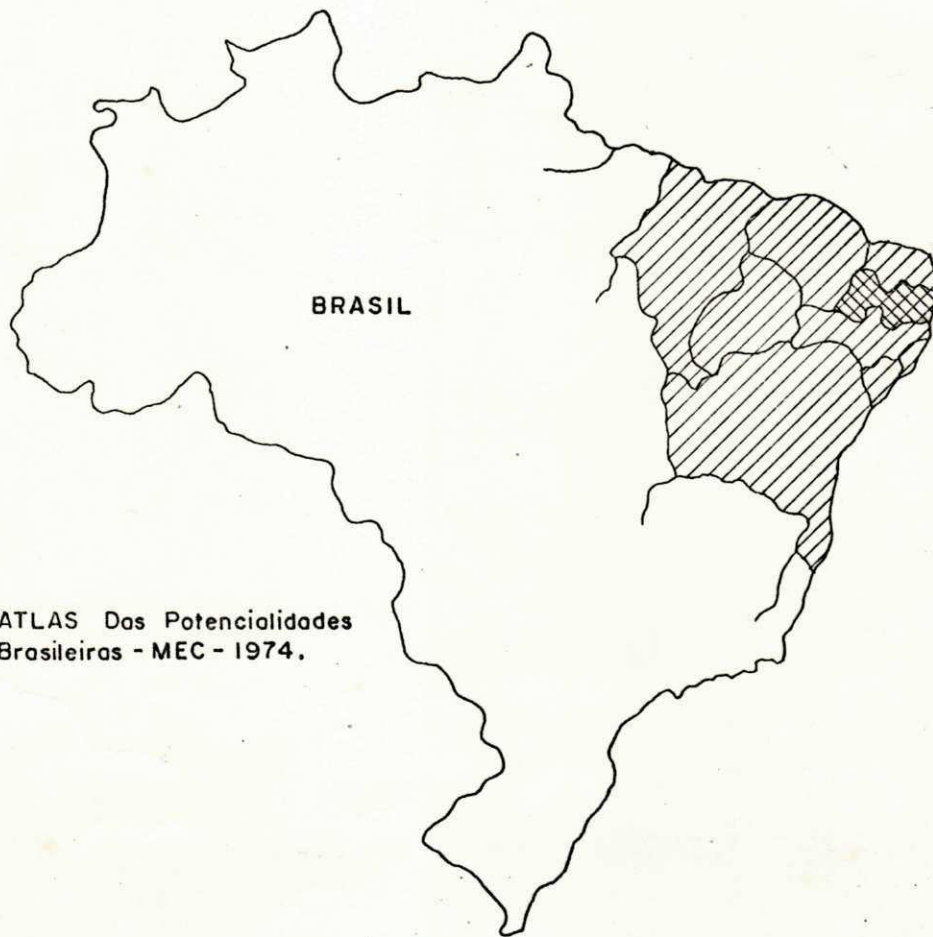 BRASIL
ATLAS Das Potencialidades
Brasileiras - MEC - 1974.